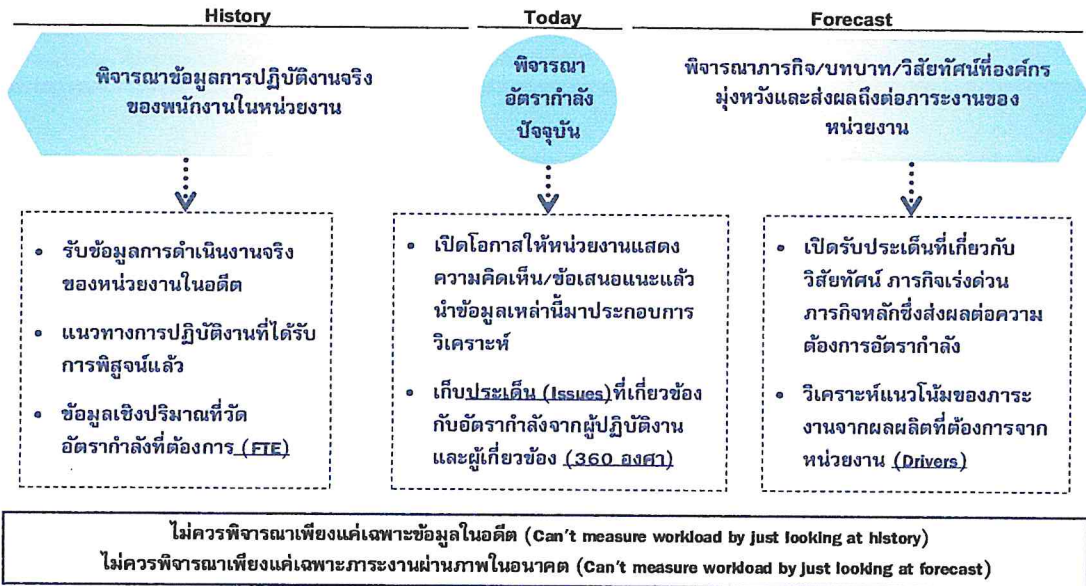 History
Today
Forecast
พิจารณาข้อมูลการปฏิบัติงานจริง
ของพนักงานในหน่วยงาน
พิจารณา
อัตรากำลัง
ปัจจุบัน
พิจารณาภารกิจ/บทบาท/วิสัยทัศน์ที่องค์กร
มุ่งหวังและส่งผลถึงต่อภาระงานของ
หน่วยงาน
• รับข้อมูลการดำเนินงานจริง
ของหน่วยงานในอดีต
• แนวทางการปฏิบัติงานที่ได้รับ
การพิสูจน์แล้ว
• ข้อมูลเชิงปริมาณที่วัด
อัตรากำลังที่ต้องการ (FTE)
• เปิดโอกาสให้หน่วยงานแสดง
ความคิดเห็น/ข้อเสนอแนะแล้ว
นำข้อมูลเหล่านี้มาประกอบการ
วิเคราะห์
• เก็บประเด็น (Issues)ที่เกี่ยวข้อง
กับอัตรากำลังจากผู้ปฏิบัติงาน
และผู้เกี่ยวข้อง (360 องศา)
• เปิดรับประเด็นที่เกี่ยวกับ
วิสัยทัศน์ ภารกิจเร่งด่วน
ภารกิจหลักซึ่งส่งผลต่อความ
ต้องการอัตรากำลัง
• วิเคราะห์แนวโน้มของภาระ
งานจากผลผลิตที่ต้องการจาก
หน่วยงาน (Drivers)
ไม่ควรพิจารณาเพียงแค่เฉพาะข้อมูลในอดีต (Can't measure workload by just looking at history)
ไม่ควรพิจารณาเพียงแค่เฉพาะภาระงานผ่านภาพในอนาคต (Can't measure workload by just looking at forecast)